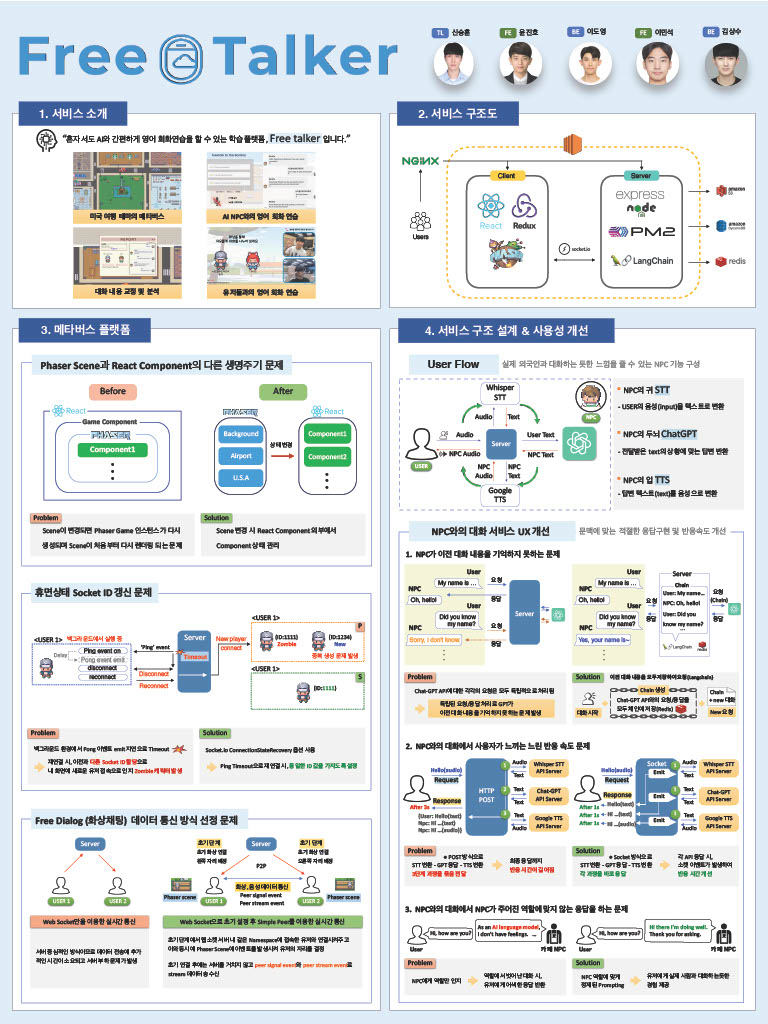 Free Talker
TL 신승훈
FE 윤진호
BE 이도영
FE 이민석
BE 김상수
1. 서비스 소개
“혼자서도 AI와 간편하게 영어 회화연습을 할 수 있는 학습 플랫폼, Free talker 입니다.”
미국 여행 테마의 메타버스
AI NPC와의 영어 회화 연습
대화 내용 교정 및 분석
유저들과의 영어 회화 연습
2. 서비스 구조도
NGINX
Users
Client
React
Redux
socket.io
Server
express
node
PM2
LangChain
amazon
S3
amazon
DynamoDB
redis
3. 메타버스 플랫폼
Phaser Scene과 React Component의 다른 생명주기 문제
Before
After
React
Game Component
PHASER
Component1
PHASER
Background
Airport
U.S.A
상태 변경
React
Component1
Component2
Problem
Scene이 변경되면 Phaser Game 인스턴스가 다시
생성되며 Scene이 처음부터 다시 렌더링 되는 문제
Solution
Scene 변경 시 React Component 외부에서
Component 상태 관리
휴면상태 Socket ID 갱신 문제
<USER 1> 백그라운드에서 실행 중
Delay
Ping event on
Pong event emit
disconnect
reconnect
'Ping' event
Disconnect
Reconnect
Server
Timeout
New player
connect
<USER 1>
P
(ID:1111)
Zombie
(ID:1234)
New
중복 생성 문제 발생
<USER 1>
S
(ID:1111)
Problem
백그라운드 환경에서 Pong 이벤트 emit 지연으로 Timeout
재연결 시, 이전과 다른 Socket ID 할당으로
내 화면에 새로운 유저 접속으로 인지 Zombie 캐릭터 발생
Solution
Socket.io ConnectionStateRecovery 옵션 사용
Ping Timeout으로 재 연결 시, 동일한 ID 값을 가지도록 설정
Free Dialog (화상채팅) 데이터 통신 방식 선정 문제
Server
USER 1
USER 2
초기 단계
초기 화상 연결
왼쪽 자리 배정
Server
초기 단계
초기 화상 연결
오른쪽 자리 배정
P2P
Phaser scene
화상, 음성 데이터 통신
Phaser scene
USER 1
Peer signal event
Peer stream event
USER 2
Web Socket만을 이용한 실시간 통신
서버 중심적인 방식이므로 데이터 전송에 추가
적인 시간이 소요되고 서버 부하 문제가 발생
Web Socket으로 초기 설정 후 Simple Peer를 이용한 실시간 통신
초기 단계에서 웹 소켓 서버 내 같은 Namespace에 접속한 유저와 연결시켜주고
이와 동시에 Phaser Scene에 이벤트를 발생시켜 유저의 자리를 결정
초기 연결 후에는 서버를 거치지 않고 peer signal event와 peer stream event로
stream 데이터 송수신
4. 서비스 구조 설계 & 사용성 개선
User Flow
실제 외국인과 대화하는 듯한 느낌을 줄 수 있는 NPC 기능 구성
Whisper
STT
NPC
Audio
Text
USER
Audio
NPC Audio
Server
User Text
NPC Text
NPC
Audio
NPC
Text
Google
TTS
NPC의 귀 STT
- USER의 음성(input)을 텍스트로 변환
NPC의 두뇌 ChatGPT
- 전달받은 text의 상황에 맞는 답변 변환
NPC의 입 TTS
- 답변 텍스트(text)를 음성으로 변환
NPC와의 대화 서비스 UX 개선
문맥에 맞는 적절한 응답구현 및 반응속도 개선
1. NPC가 이전 대화 내용을 기억하지 못하는 문제
User
My name is ...
NPC
Oh, hello!
User
Did you know
my name?
NPC
Sorry, I don't know
요청
응답
요청
응답
Server
User
My name is ...
NPC
Oh, hello!
User
Did you know
my name?
NPC
Yes, your name is~
요청
응답
Server
Chain
User: My name...
NPC: Oh, hello!
User: Did you
know my name?
LangChain
요청
(Chain)
응답
Problem
Chat-GPT API에 대한 각각의 요청은 모두 독립적으로 처리 됨
독립된 요청/응답 처리로 GPT가
이전 대화 내용을 기억하지 못하는 문제 발생
Solution
이전 대화 내용을 모두 저장하여 요청(Langchain)
대화 시작
Chain 생성
Chat-GPT API로의 요청/응답을
모두 체인에 저장(Redis)
Chain
+ new 대화
New 요청
2. NPC와의 대화에서 사용자가 느끼는 느린 반응 속도 문제
Hello(audio)
Request
Response
After 3s
(User: Hello(text)
Npc: Hi ...(text)
Npc: Hi ...(audio))
HTTP
POST
1
Audio
Text
Whisper STT
API Server
2
Text
Text
Chat-GPT
API Server
3
Text
Audio
Google TTS
API Server
Hello(audio)
Request
Response
After 1s
Hello(text)
After 1s
Hi ...(text)
After 1s
Hi ...(audio)
Socket
Emit
Emit
Emit
1
Audio
Text
Whisper STT
API Server
2
Text
Text
Chat-GPT
API Server
3
Text
Audio
Google TTS
API Server
Problem
POST 방식으로
STT 변환 - GPT 응답 - TTS 변환
3단계 과정을 묶음 전달
최종 응답까지
반응 시간이 길어짐
Solution
Socket 방식으로
STT 변환 - GPT 응답 - TTS 변환
각 과정을 바로 응답
각 API 응답 시,
소켓 이벤트가 발생하여
반응 시간 개선
3. NPC와의 대화에서 NPC가 주어진 역할에 맞지 않는 응답을 하는 문제
Hi, how are you?
User
As an AI language model,
I don't have feelings.
카페 NPC
Hi, how are you?
User
Hi there I'm doing well.
Thank you for asking.
카페 NPC
Problem
NPC에게 역할만 인지
역할에서 벗어난 대화 시,
유저에게 어색한 응답 반환
Solution
NPC 역할에 맞게
정제 된 Prompting
유저에게 실제 사람과 대화하는 듯한
경험 제공